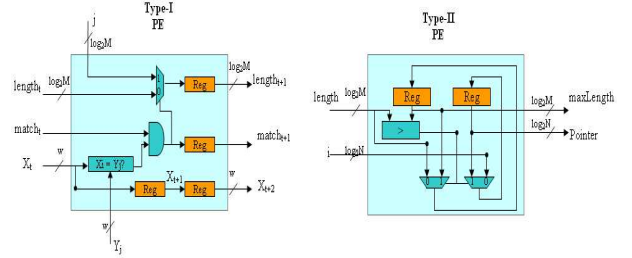 Type-I
PE
j
log₂M
length_t
log₂M
1
0
Reg
log₂M
length_t+1
match_t
Reg
match_t+1
X_t
w
Xi = Yj?
Reg
X_t+1
Reg
w
X_t+2
w
Y_j
Type-II
PE
length
log₂M
Reg
Reg
log₂M
maxLength
>
log₂N
Pointer
i
log₂N
0
1
1
0